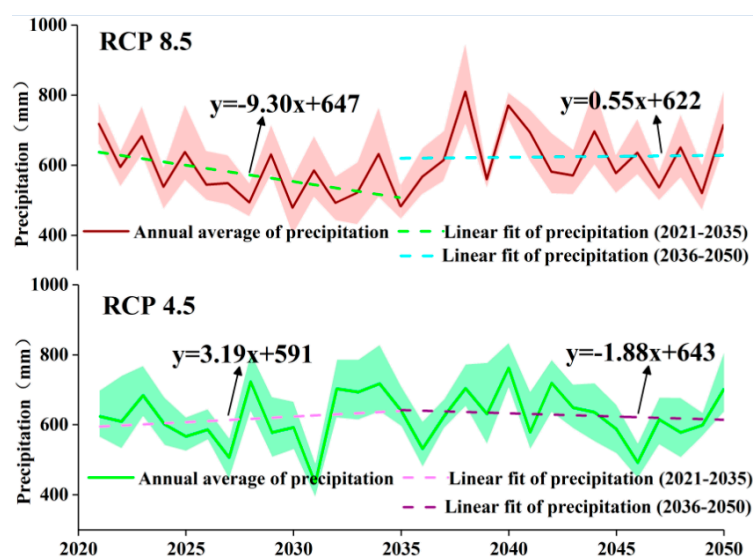 1000
RCP 8.5
800
y=-9.30x+647
y=0.55x+622
600
400
Precipitation（mm）
Annual average of precipitation
Linear fit of precipitation (2021-2035)
Linear fit of precipitation (2036-2050)
1000
RCP 4.5
800
y=3.19x+591
y=-1.88x+643
600
400
Precipitation（mm）
Annual average of precipitation
Linear fit of precipitation (2021-2035)
Linear fit of precipitation (2036-2050)
2020 2025 2030 2035 2040 2045 2050